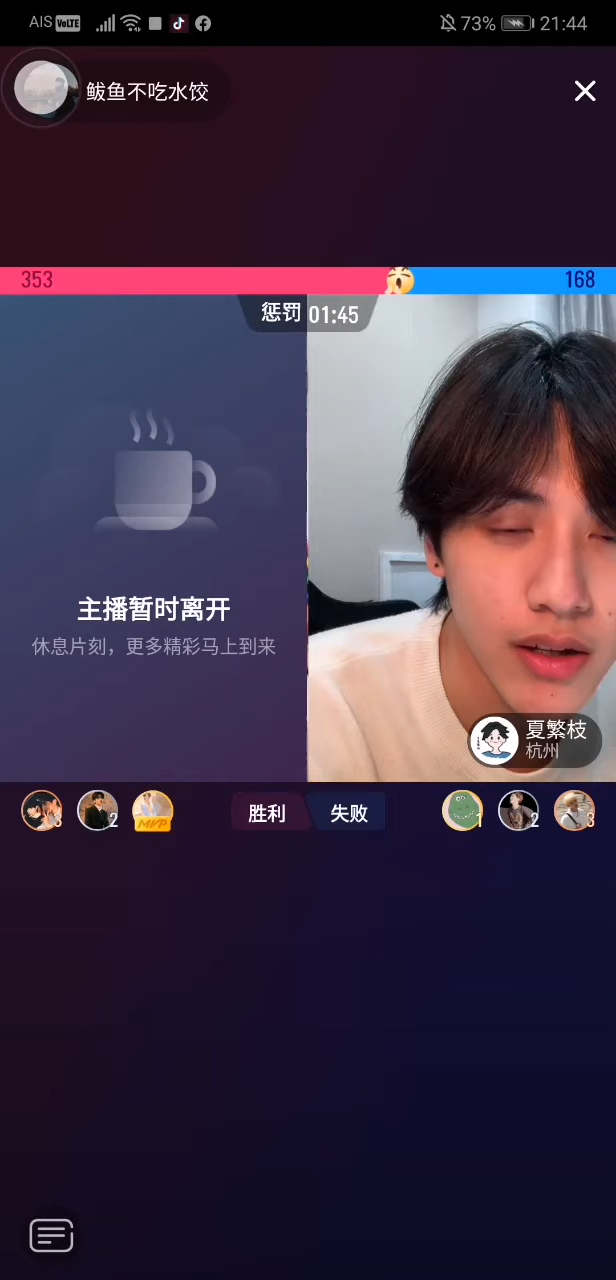 AIS VoLTE 73% 21:44
鲅鱼不吃水饺
353 168
惩罚 01:45
主播暂时离开
休息片刻，更多精彩马上到来
夏繁枝
杭州
3 2 MVP 胜利 失败 1 2 3